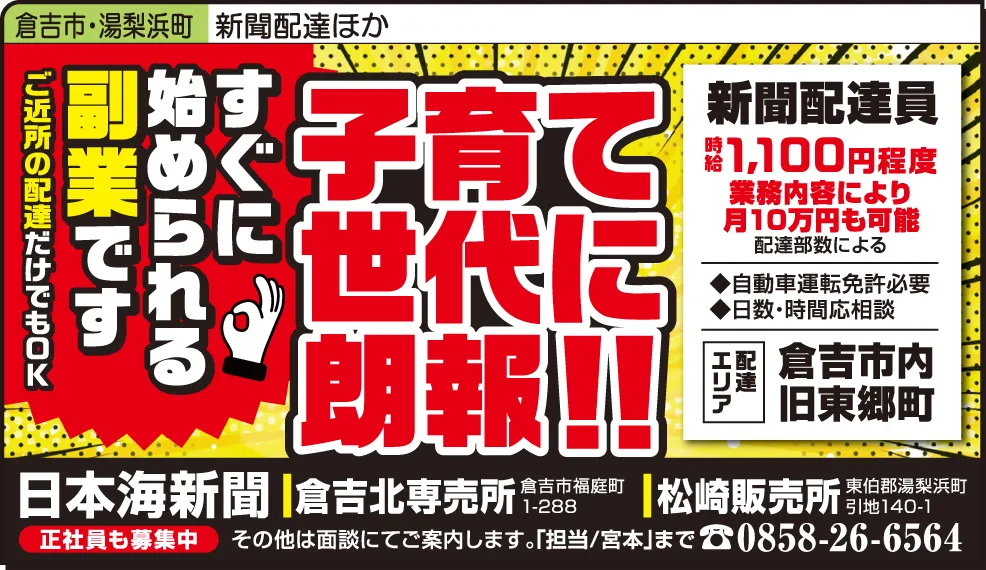 倉吉市・湯梨浜町 新聞配達ほか
すぐに
始められる
副業です
ご近所の配達だけでもOK
子育て
世代に
朗報!!
新聞配達員
時給1,100円程度
業務内容により
月10万円も可能
配達部数による
◆自動車運転免許必要
◆日数・時間応相談
配達エリア
倉吉市内
旧東郷町
日本海新聞
倉吉北専売所 倉吉市福庭町
1-288
松崎販売所 東伯郡湯梨浜町
引地140-1
正社員も募集中 その他は面談にてご案内します。「担当/宮本」まで ☎0858-26-6564